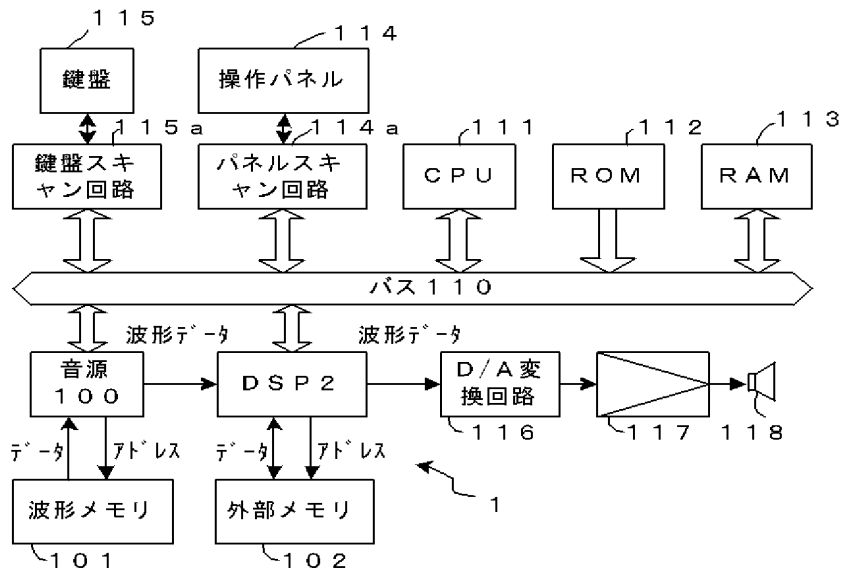 １１５
１１４
鍵盤
操作パネル
１１５a
１１４a
１１１
１１２
１１３
鍵盤スキ
ャン回路
パネルスキ
ャン回路
ＣＰＵ
ＲＯＭ
ＲＡＭ
バス１１０
波形ﾃﾞｰﾀ
波形ﾃﾞｰﾀ
音源
１００
ＤＳＰ２
Ｄ／Ａ変
換回路
１１６
１１７
１１８
ﾃﾞｰﾀ
ｱﾄﾞﾚｽ
ﾃﾞｰﾀ
ｱﾄﾞﾚｽ
１
波形メモリ
外部メモリ
１０１
１０２